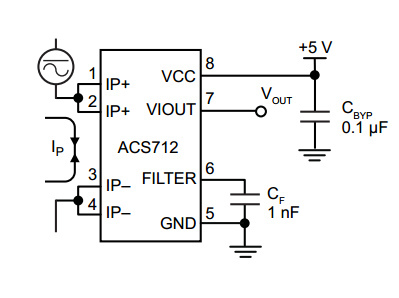 +5 V
8
1
VCC
IP+
7
VOUT
2
IP+
VIOUT
CBYP
0.1 µF
IP
ACS712
3
6
IP–
FILTER
CF
4
IP–
5
1 nF
GND